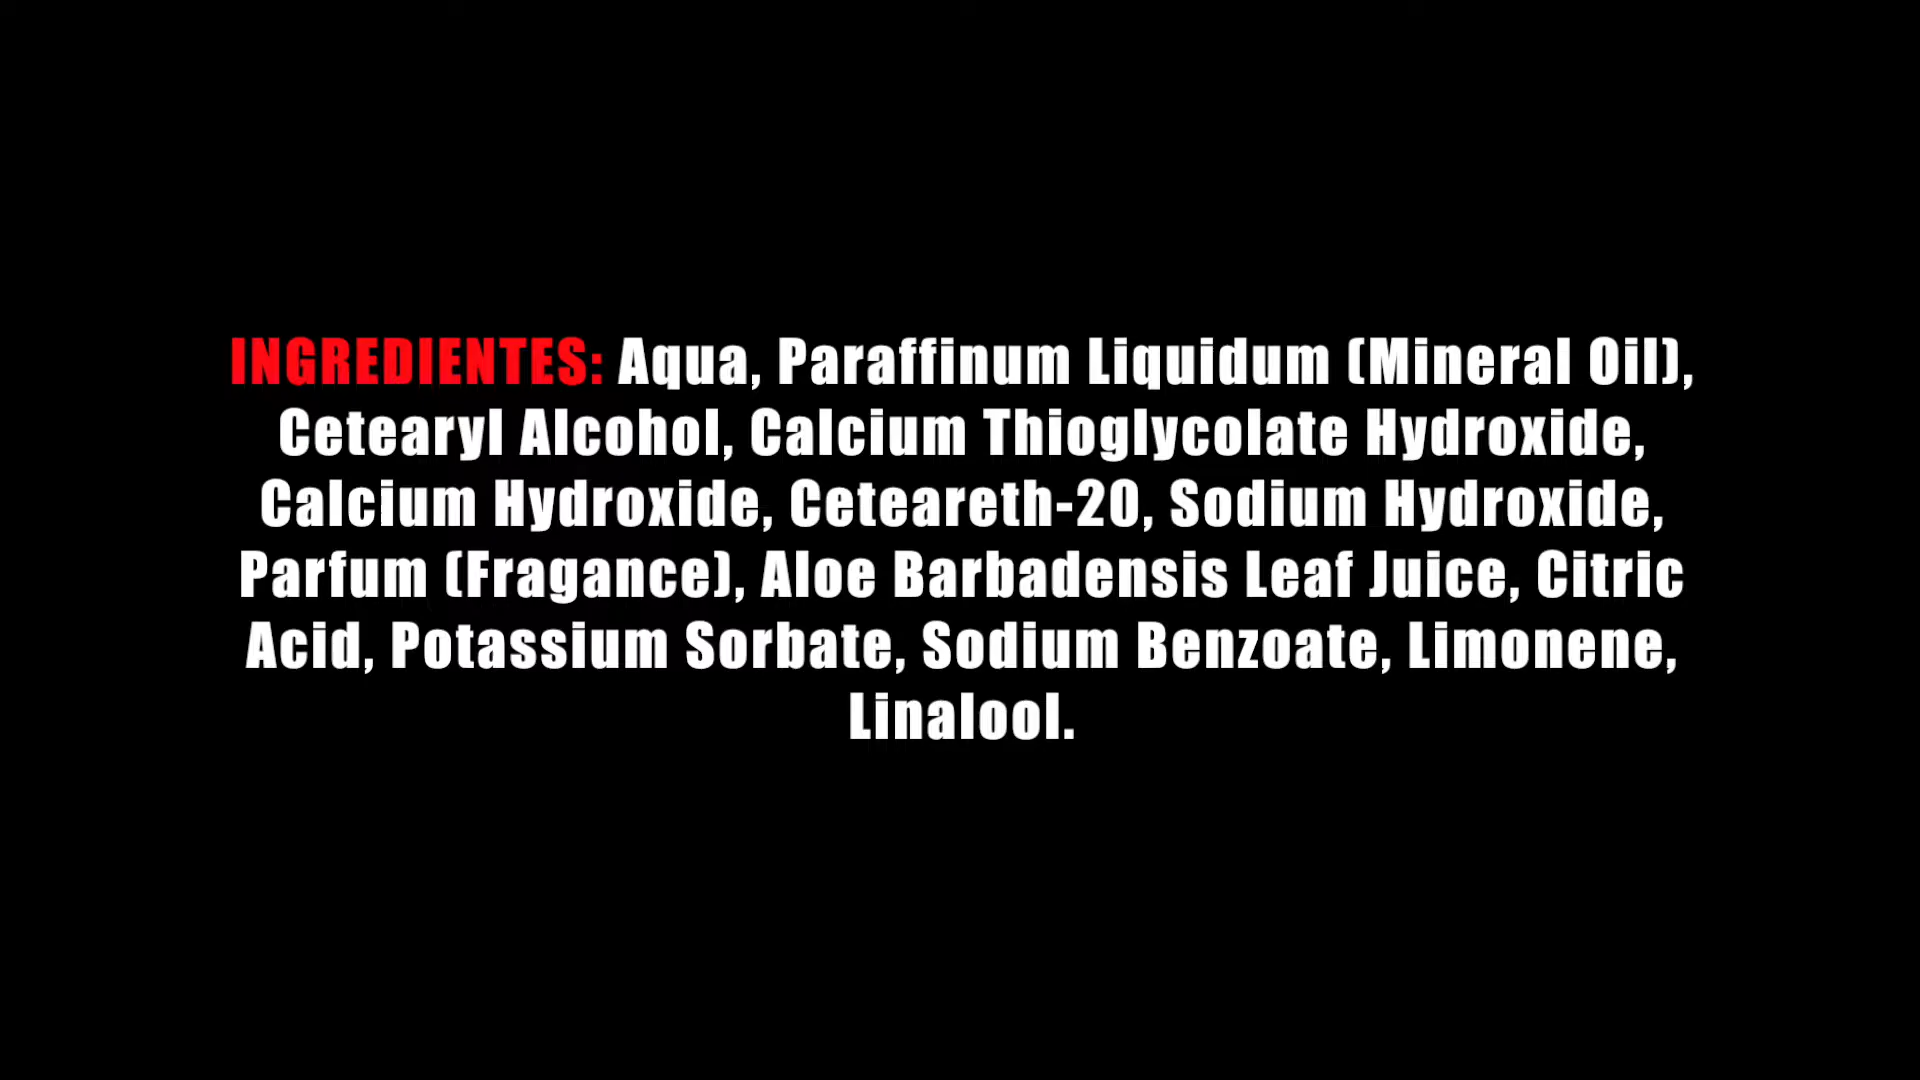 INGREDIENTES: Aqua, Paraffinum Liquidum (Mineral Oil),
Cetearyl Alcohol, Calcium Thioglycolate Hydroxide,
Calcium Hydroxide, Ceteareth-20, Sodium Hydroxide,
Parfum (Fragance), Aloe Barbadensis Leaf Juice, Citric
Acid, Potassium Sorbate, Sodium Benzoate, Limonene,
Linalool.